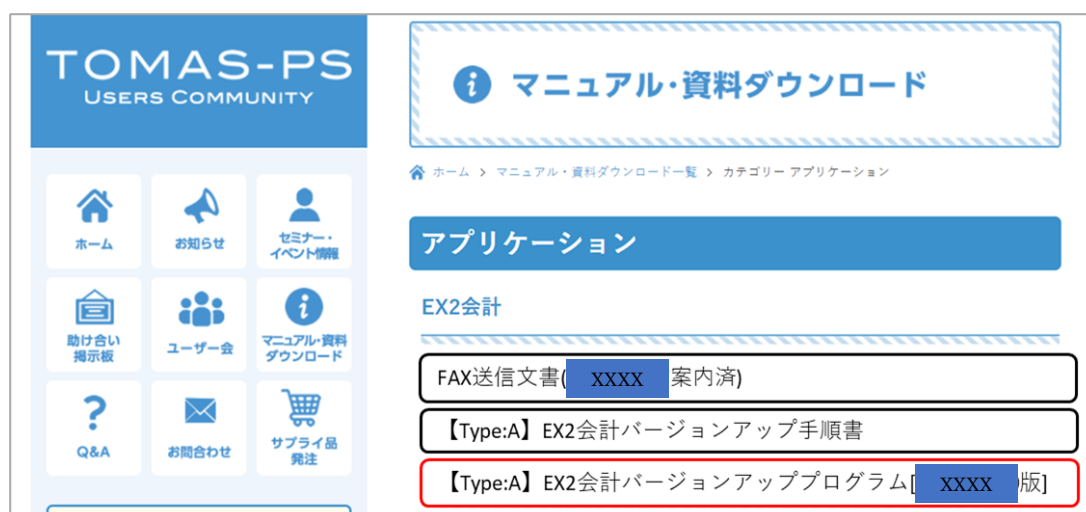 TOMAS-PS
USERS COMMUNITY
ホーム
お知らせ
セミナー・
イベント情報
助け合い
掲示板
ユーザー会
マニュアル・資料
ダウンロード
Q&A
お問合わせ
サプライ品
発注
マニュアル・資料ダウンロード
ホーム > マニュアル・資料ダウンロード一覧 > カテゴリー アプリケーション
アプリケーション
EX2会計
FAX送信文書( XXXX 案内済)
【Type:A】EX2会計バージョンアップ手順書
【Type:A】EX2会計バージョンアッププログラム[ XXXX 版]